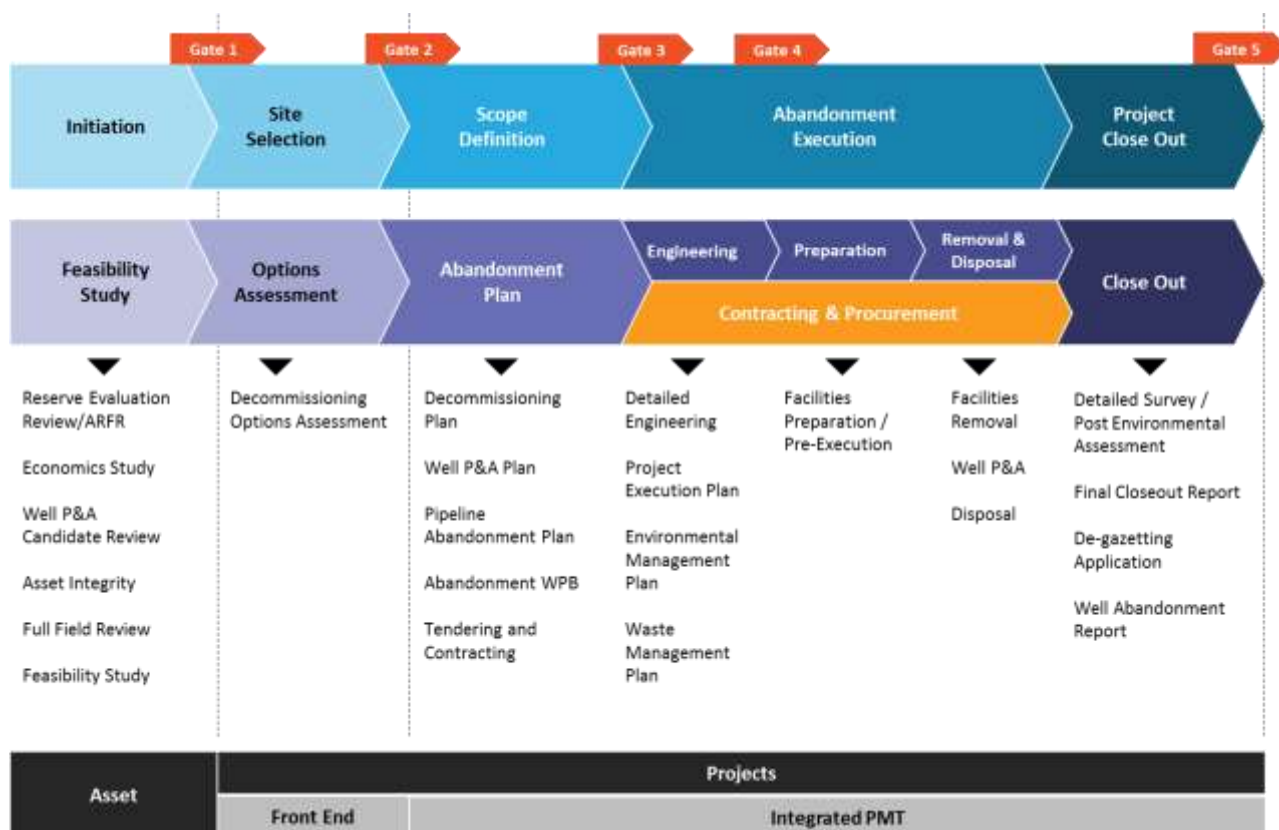 Gate 1
Gate 2
Gate 3
Gate 4
Gate 5
Initiation
Site
Selection
Scope
Definition
Abandonment
Execution
Project
Close Out
Feasibility
Study
Options
Assessment
Abandonment
Plan
Engineering
Preparation
Removal &
Disposal
Contracting & Procurement
Close Out
Reserve Evaluation
Review/ARFR
Economics Study
Well P&A
Candidate Review
Asset Integrity
Full Field Review
Feasibility Study
Decommissioning
Options Assessment
Decommissioning
Plan
Well P&A Plan
Pipeline
Abandonment Plan
Abandonment WPB
Tendering and
Contracting
Detailed
Engineering
Project
Execution Plan
Environmental
Management
Plan
Waste
Management
Plan
Facilities
Preparation /
Pre-Execution
Facilities
Removal
Well P&A
Disposal
Detailed Survey /
Post Environmental
Assessment
Final Closeout Report
De-gazetting
Application
Well Abandonment
Report
Asset
Projects
Front End
Integrated PMT